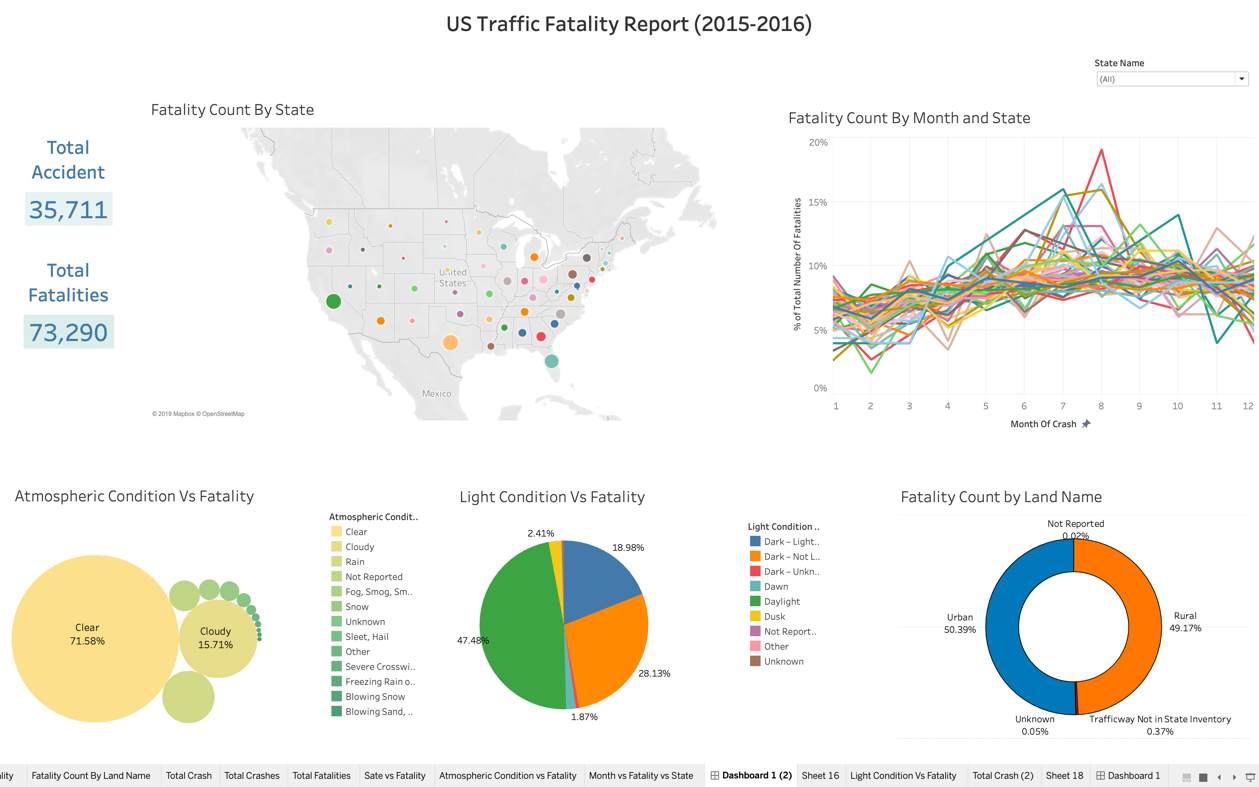 US Traffic Fatality Report (2015-2016)
State Name
(All)
Fatality Count By State
Total
Accident
35,711
Total
Fatalities
73,290
United
States
Mexico
© 2019 Mapbox © OpenStreetMap
Fatality Count By Month and State
% of Total Number Of Fatalities
20%
15%
10%
5%
0%
1 2 3 4 5 6 7 8 9 10 11 12
Month Of Crash
Atmospheric Condition Vs Fatality
Clear
71.58%
Cloudy
15.71%
Atmospheric Condit..
Clear
Cloudy
Rain
Not Reported
Fog, Smog, Sm..
Snow
Unknown
Sleet, Hail
Other
Severe Crosswi..
Freezing Rain o..
Blowing Snow
Blowing Sand, ..
Light Condition Vs Fatality
2.41%
18.98%
47.48%
28.13%
1.87%
Light Condition ..
Dark – Light..
Dark – Not L..
Dark – Unkn..
Dawn
Daylight
Dusk
Not Report..
Other
Unknown
Fatality Count by Land Name
Not Reported
0.02%
Urban
50.39%
Rural
49.17%
Unknown
0.05%
Trafficway Not in State Inventory
0.37%
ality Fatality Count By Land Name Total Crash Total Crashes Total Fatalities Sate vs Fatality Atmospheric Condition vs Fatality Month vs Fatality vs State Dashboard 1 (2) Sheet 16 Light Condition Vs Fatality Total Crash (2) Sheet 18 Dashboard 1